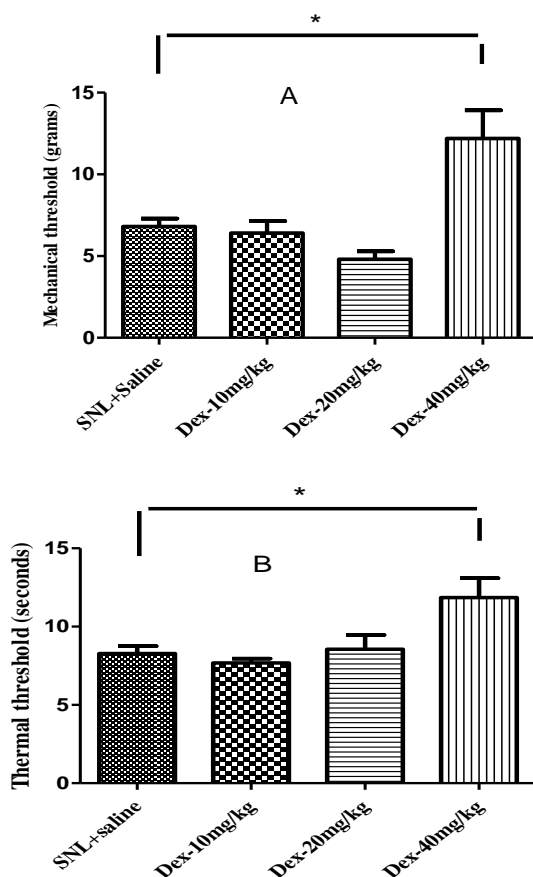 *
A
Mechanical threshold (grams)
15
10
5
0
SNL+Saline
Dex-10mg/kg
Dex-20mg/kg
Dex-40mg/kg
*
B
Thermal threshold (seconds)
15
10
5
0
SNL+saline
Dex-10mg/kg
Dex-20mg/kg
Dex-40mg/kg